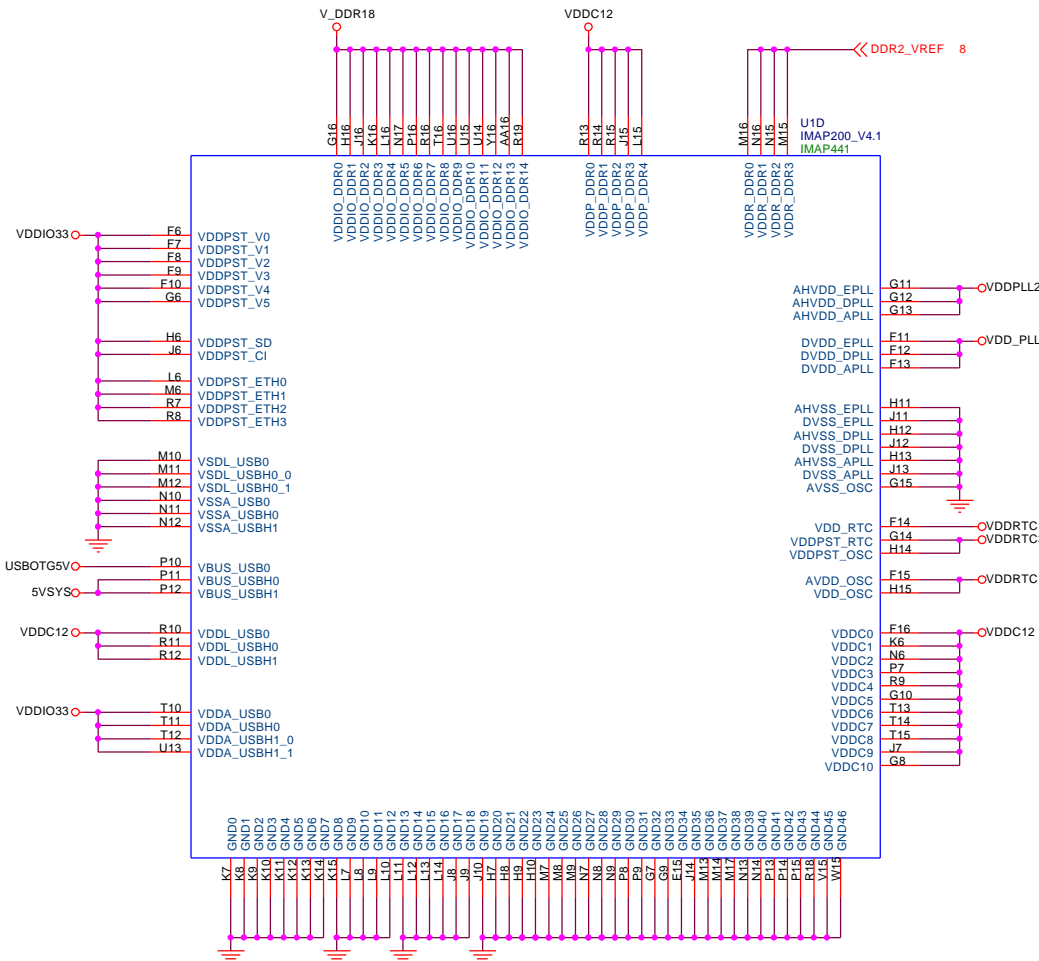 V_DDR18
VDDC12
DDR2_VREF 8
U1D
IMAP200_V4.1
IMAP441
G16 H16 J16 K16 L16 N17 P16 R16 T16 U16 U15 U14 Y16 AA16 R19
R13 R14 R15 J15 L15
M16 N16 N15 M15
VDDIO_DDR0 VDDIO_DDR1 VDDIO_DDR2 VDDIO_DDR3 VDDIO_DDR4 VDDIO_DDR5 VDDIO_DDR6 VDDIO_DDR7 VDDIO_DDR8 VDDIO_DDR9 VDDIO_DDR10 VDDIO_DDR11 VDDIO_DDR12 VDDIO_DDR13 VDDIO_DDR14
VDDP_DDR0 VDDP_DDR1 VDDP_DDR2 VDDP_DDR3 VDDP_DDR4
VDDR_DDR0 VDDR_DDR1 VDDR_DDR2 VDDR_DDR3
VDDIO33 F6 VDDPST_V0
F7 VDDPST_V1
F8 VDDPST_V2
F9 VDDPST_V3
F10 VDDPST_V4
G6 VDDPST_V5
H6 VDDPST_SD
J6 VDDPST_CI
L6 VDDPST_ETH0
M6 VDDPST_ETH1
R7 VDDPST_ETH2
R8 VDDPST_ETH3
M10 VSDL_USB0
M11 VSDL_USBH0_0
M12 VSDL_USBH0_1
N10 VSSA_USB0
N11 VSSA_USBH0
N12 VSSA_USBH1
USBOTG5V P10 VBUS_USB0
P11 VBUS_USBH0
5VSYS P12 VBUS_USBH1
VDDC12 R10 VDDL_USB0
R11 VDDL_USBH0
R12 VDDL_USBH1
VDDIO33 T10 VDDA_USB0
T11 VDDA_USBH0
T12 VDDA_USBH1_0
U13 VDDA_USBH1_1
AHVDD_EPLL G11 VDDPLL2
AHVDD_DPLL G12
AHVDD_APLL G13
DVDD_EPLL F11 VDD_PLL
DVDD_DPLL F12
DVDD_APLL F13
AHVSS_EPLL H11
DVSS_EPLL J11
AHVSS_DPLL H12
DVSS_DPLL J12
AHVSS_APLL H13
DVSS_APLL J13
AVSS_OSC G15
VDD_RTC F14 VDDRTC
VDDPST_RTC G14 VDDRTC
VDDPST_OSC H14
AVDD_OSC F15 VDDRTC
VDD_OSC H15
VDDC0 F16 VDDC12
VDDC1 K6
VDDC2 N6
VDDC3 P7
VDDC4 R9
VDDC5 G10
VDDC6 T13
VDDC7 T14
VDDC8 T15
VDDC9 J7
VDDC10 G8
GND0 GND1 GND2 GND3 GND4 GND5 GND6 GND7 GND8 GND9 GND10 GND11 GND12 GND13 GND14 GND15 GND16 GND17 GND18 GND19 GND20 GND21 GND22 GND23 GND24 GND25 GND26 GND27 GND28 GND29 GND30 GND31 GND32 GND33 GND34 GND35 GND36 GND37 GND38 GND39 GND40 GND41 GND42 GND43 GND44 GND45 GND46
K7 K8 K9 K10 K11 K12 K13 K14 K15 L7 L8 L9 L10 L11 L12 L13 L14 J8 J9 J10 H7 H8 H9 H10 M7 M8 M9 N7 N8 N9 P8 P9 G7 G9 E15 J14 M13 M14 M17 N13 N14 P13 P14 P15 R18 V15 W15